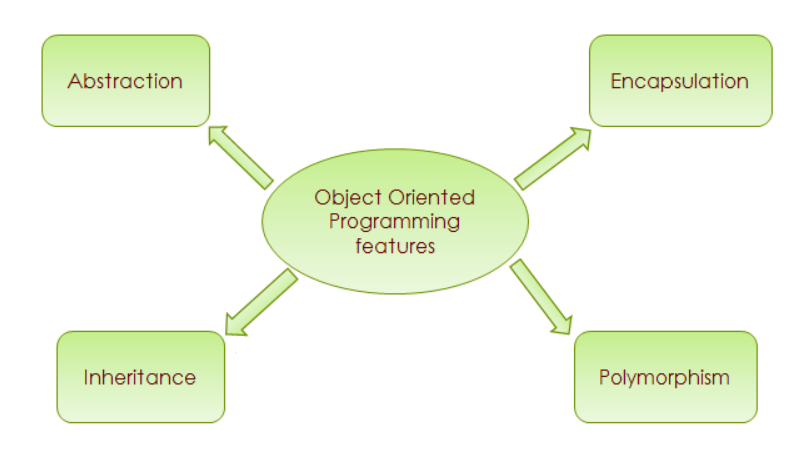 Abstraction
Encapsulation
Object Oriented
Programming
features
Inheritance
Polymorphism